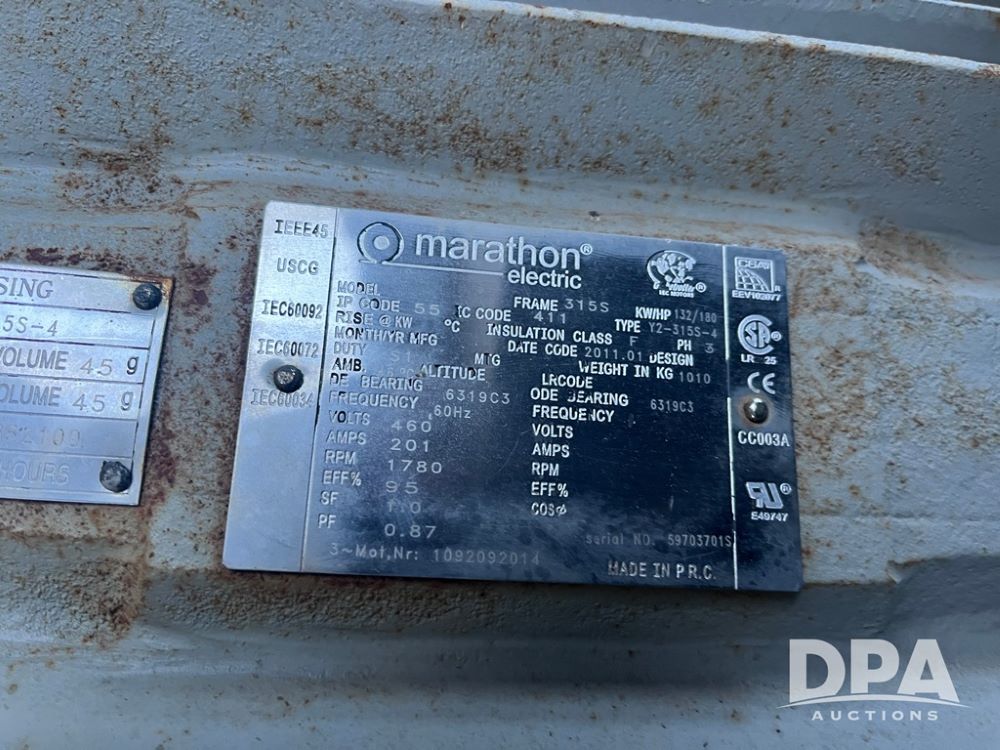 SING
5S-4
VOLUME 45 g
VOLUME 45 g
HOURS
IEEE45
USCG
IEC60092
IEC60072
IEC60034
marathon®
electric
IEC MOTORS
MODEL FRAME 315S KW/HP 132/180
IP CODE 55 IC CODE 411 TYPE Y2-315S-4
RISE @ KW °C INSULATION CLASS F PH 3
MONTH/YR MFG DATE CODE 2011.01 DESIGN
DUTY S1 MTG WEIGHT IN KG 1010
AMB. ALTITUDE LRCODE
DE BEARING 6319C3 ODE BEARING 6319C3
FREQUENCY 60Hz FREQUENCY
VOLTS 460 VOLTS
AMPS 201 AMPS
RPM 1780 RPM
EFF% 95 EFF%
SF 1.0 COSφ
PF 0.87
3~Mot,Nr: 1092092014
serial NO. 59703701S
MADE IN P.R.C.
EEV102077
LR 25
CE
CC003A
E49747
DPA
AUCTIONS